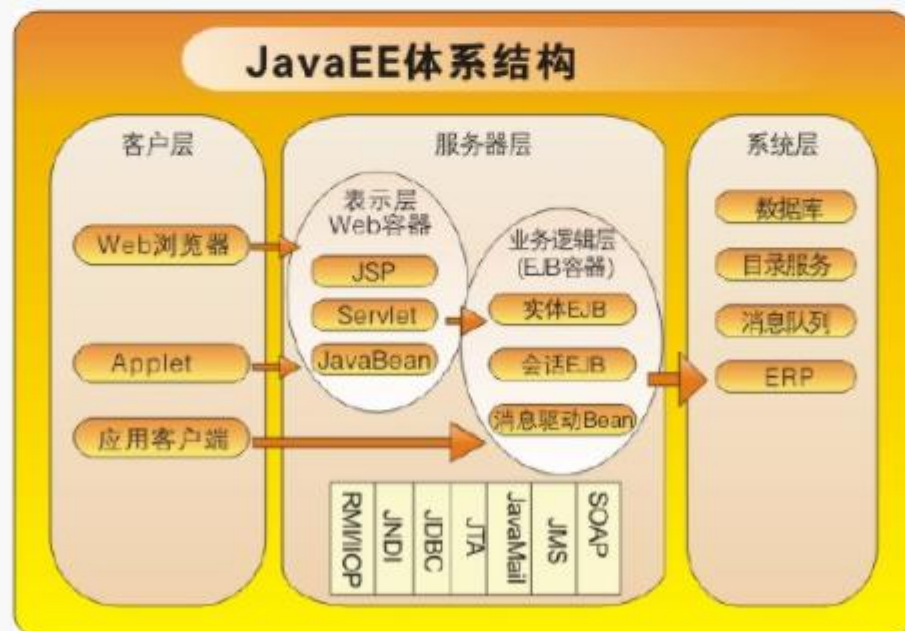 JavaEE体系结构
客户层
Web浏览器
Applet
应用客户端
服务器层
表示层
Web容器
JSP
Servlet
JavaBean
业务逻辑层
(EJB容器)
实体EJB
会话EJB
消息驱动Bean
RMI/IIOP
JNDI
JDBC
JTA
JavaMail
JMS
SOAP
系统层
数据库
目录服务
消息队列
ERP